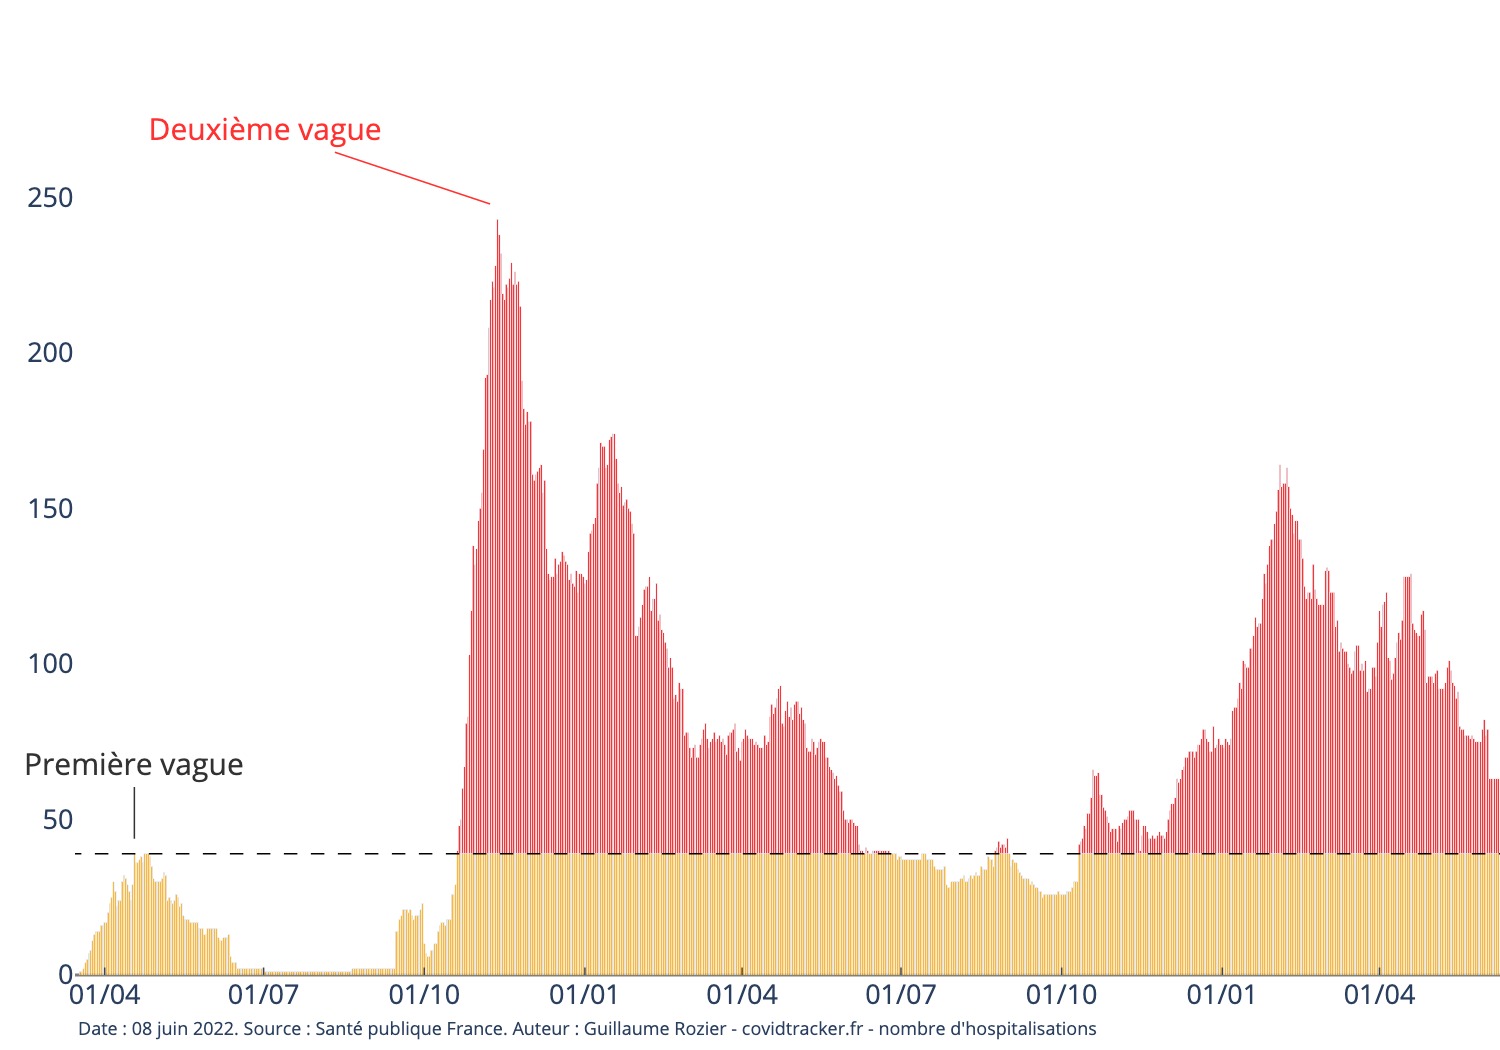 Deuxième vague
250
200
150
100
Première vague
50
0
01/04 01/07 01/10 01/01 01/04 01/07 01/10 01/01 01/04
Date : 08 juin 2022. Source : Santé publique France. Auteur : Guillaume Rozier - covidtracker.fr - nombre d'hospitalisations